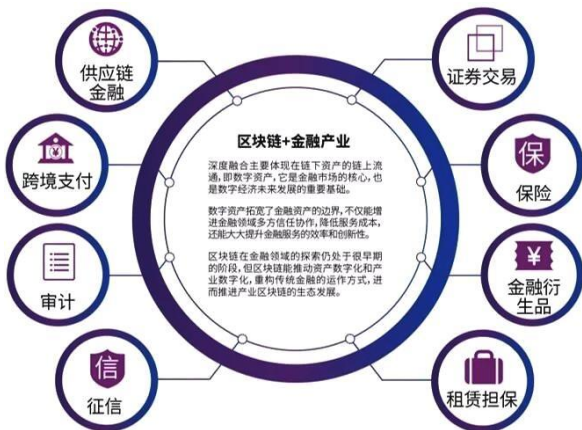 供应链
金融
跨境支付
审计
信
征信
区块链+金融产业
深度融合主要体现在链下资产的链上流
通,即数字资产,它是金融市场的核心,也
是数字经济未来发展的重要基础。
数字资产拓宽了金融资产的边界,不仅能增
进金融领域多方信任协作,降低服务成本,
还能大大提升金融服务的效率和创新性。
区块链在金融领域的探索仍处于很早期
的阶段,但区块链能推动资产数字化和产
业数字化,重构传统金融的运作方式,进
而推进产业区块链的生态发展。
证券交易
保
保险
¥
金融衍
生品
租赁担保